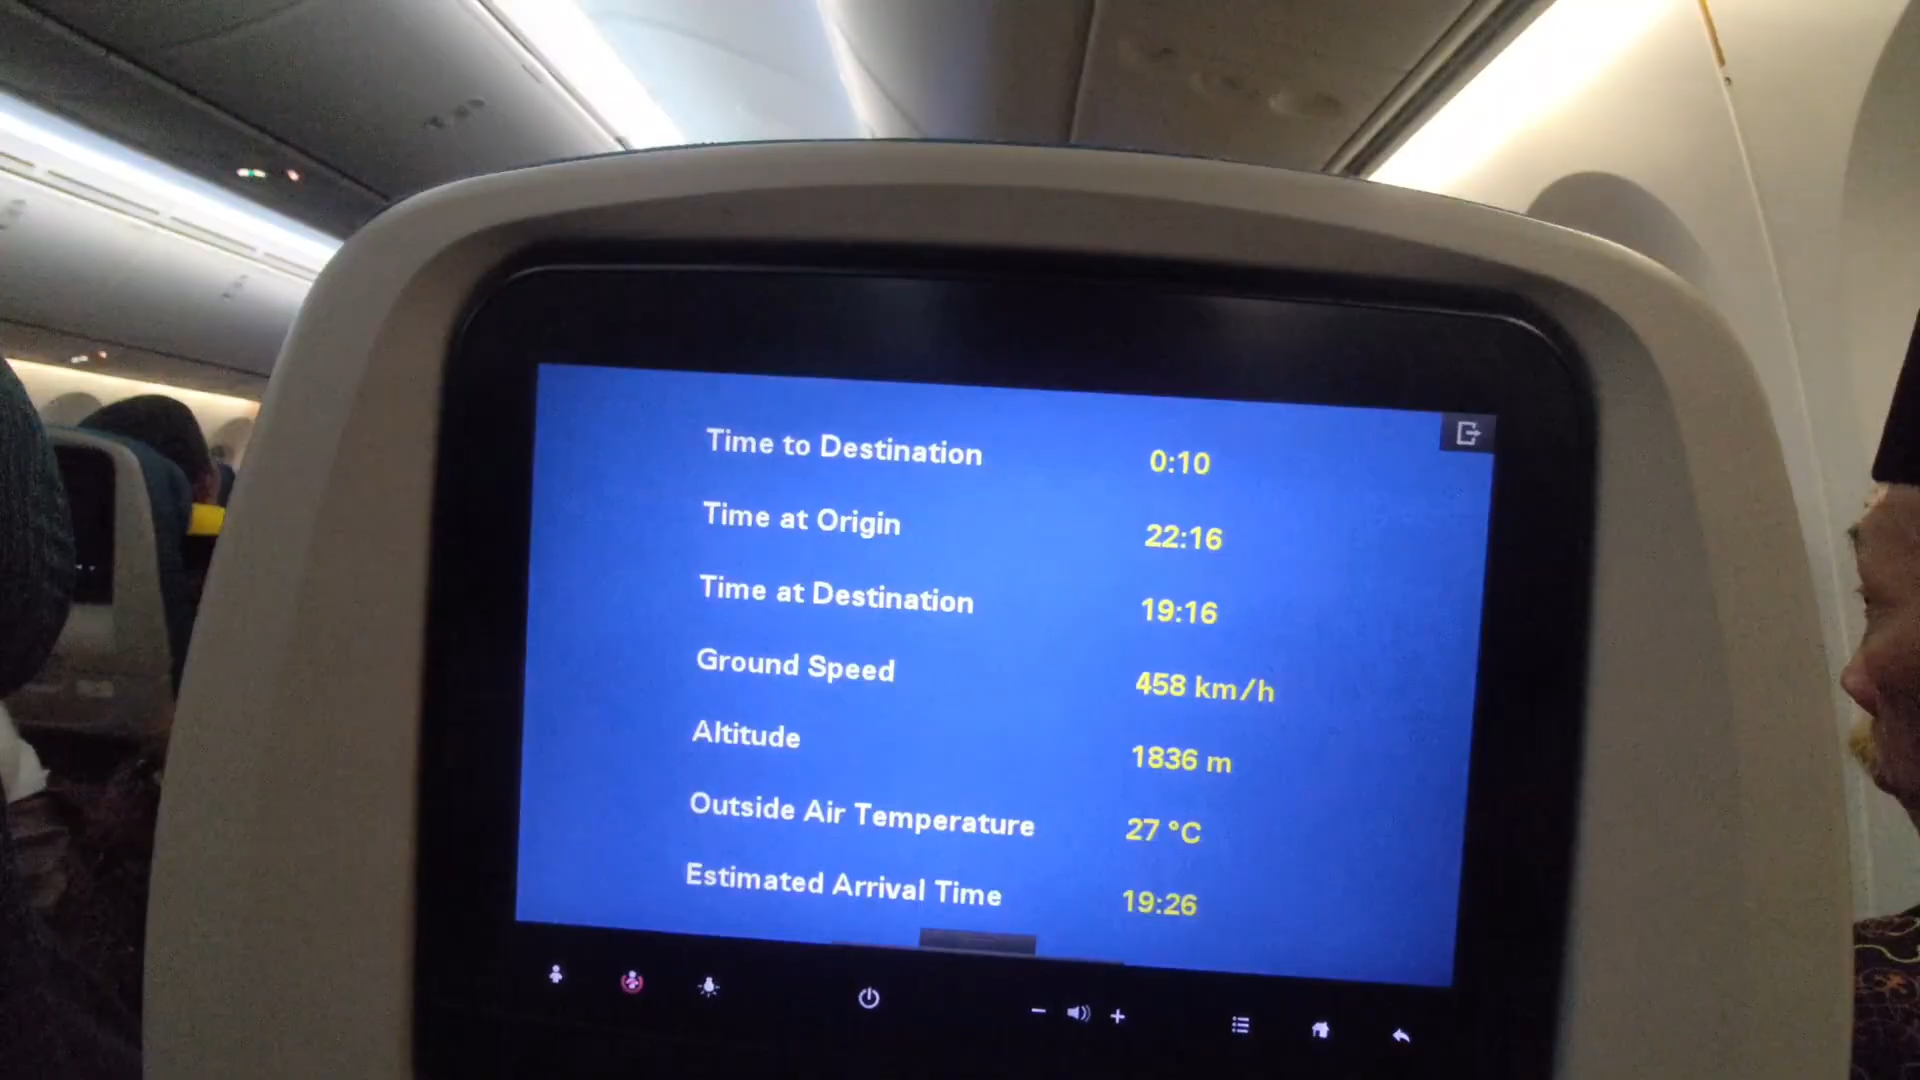 Time to Destination 0:10
Time at Origin 22:16
Time at Destination 19:16
Ground Speed 458 km/h
Altitude 1836 m
Outside Air Temperature 27 °C
Estimated Arrival Time 19:26